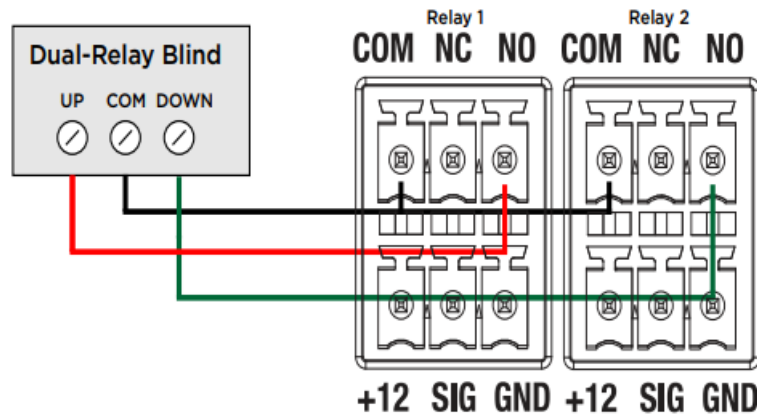 Relay 1
Relay 2
COM NC NO
COM NC NO
Dual-Relay Blind
UP COM DOWN
+12 SIG GND
+12 SIG GND